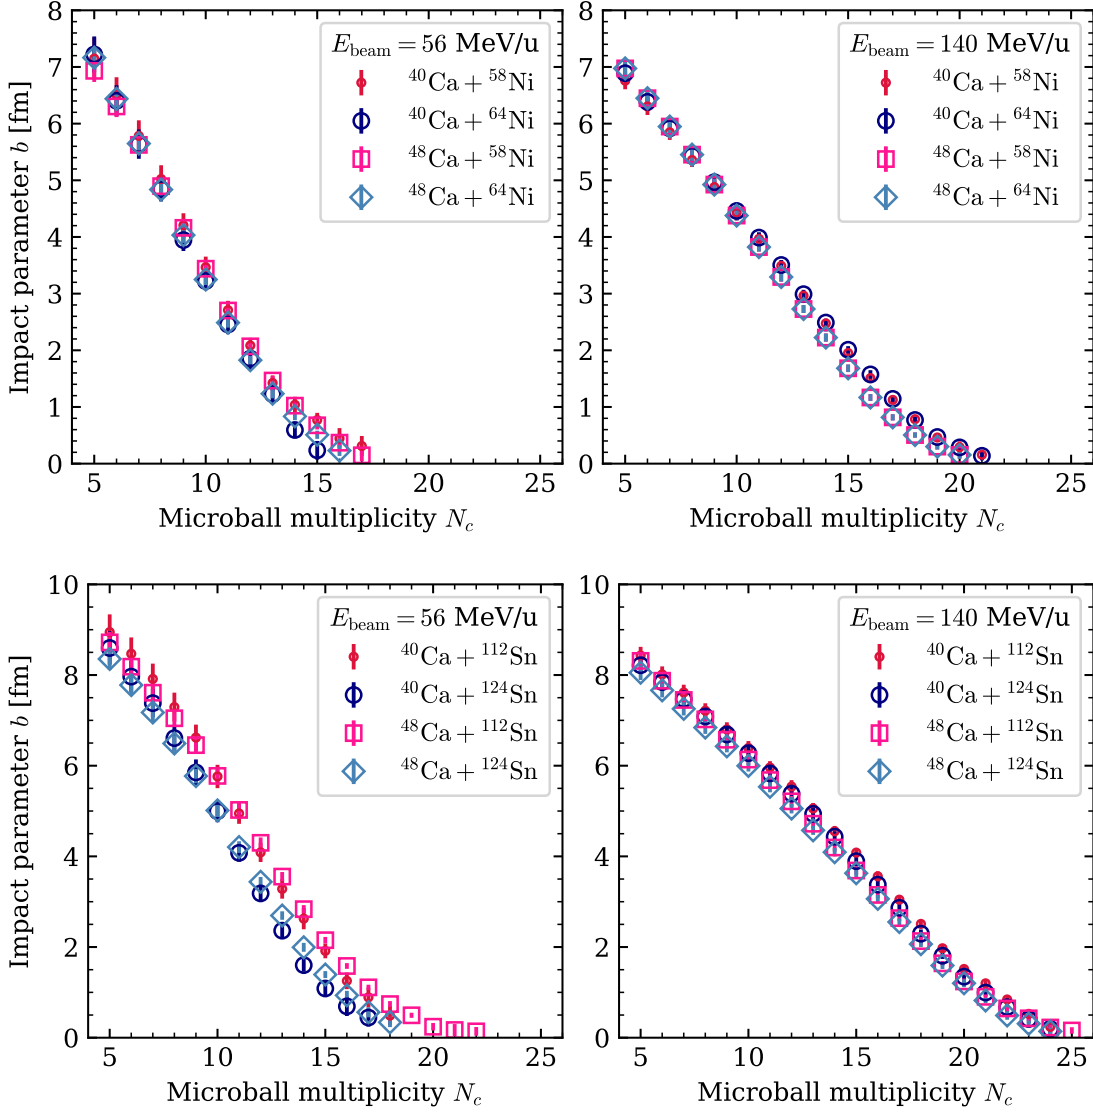 E_beam = 56 MeV/u
⁴⁰Ca + ⁵⁸Ni
⁴⁰Ca + ⁶⁴Ni
⁴⁸Ca + ⁵⁸Ni
⁴⁸Ca + ⁶⁴Ni
8
7
6
5
4
3
2
1
0
Impact parameter b [fm]
5 10 15 20 25
Microball multiplicity N_c
E_beam = 140 MeV/u
⁴⁰Ca + ⁵⁸Ni
⁴⁰Ca + ⁶⁴Ni
⁴⁸Ca + ⁵⁸Ni
⁴⁸Ca + ⁶⁴Ni
8
7
6
5
4
3
2
1
0
5 10 15 20 25
Microball multiplicity N_c
E_beam = 56 MeV/u
⁴⁰Ca + ¹¹²Sn
⁴⁰Ca + ¹²⁴Sn
⁴⁸Ca + ¹¹²Sn
⁴⁸Ca + ¹²⁴Sn
10
8
6
4
2
0
Impact parameter b [fm]
5 10 15 20 25
Microball multiplicity N_c
E_beam = 140 MeV/u
⁴⁰Ca + ¹¹²Sn
⁴⁰Ca + ¹²⁴Sn
⁴⁸Ca + ¹¹²Sn
⁴⁸Ca + ¹²⁴Sn
10
8
6
4
2
0
5 10 15 20 25
Microball multiplicity N_c